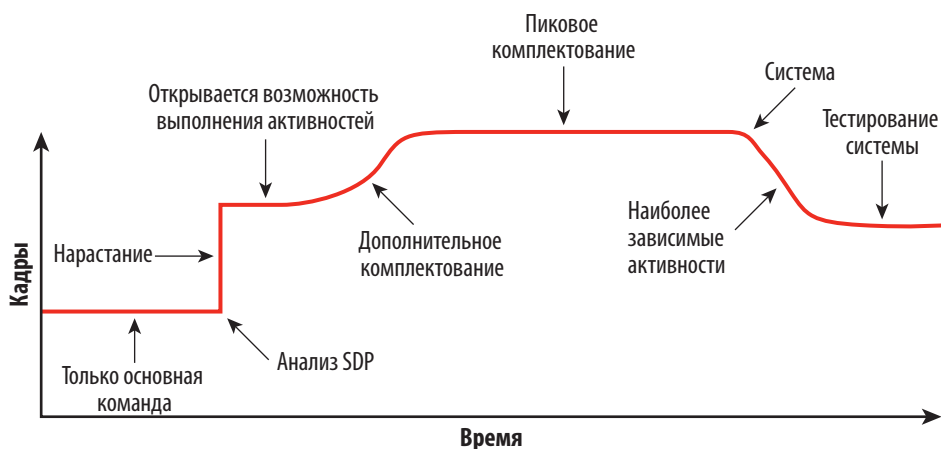 Пиковое
комплектование
Система
Открывается возможность
выполнения активностей
Тестирование
системы
Нарастание
Дополнительное
комплектование
Наиболее
зависимые
активности
Кадры
Только основная
команда
Анализ SDP
Время